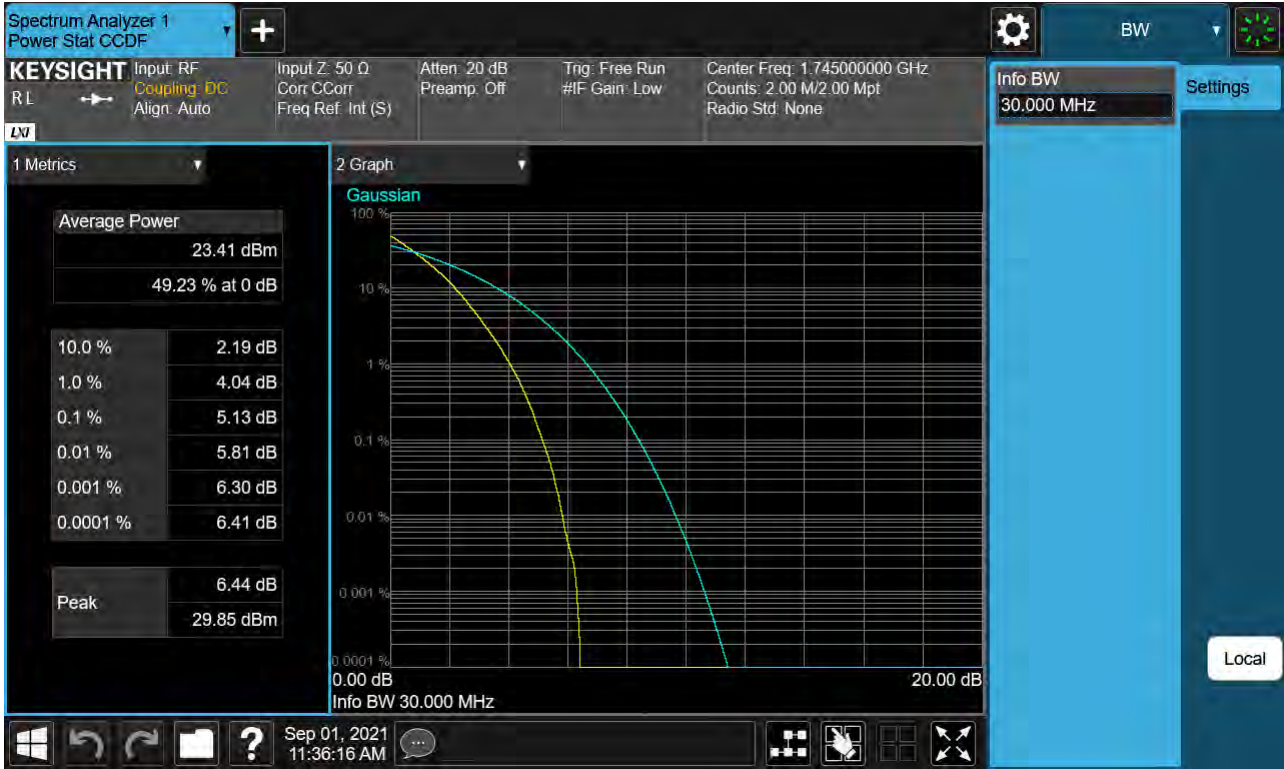 Spectrum Analyzer 1
Power Stat CCDF
+
BW
KEYSIGHT
RL
LXI
Input: RF
Coupling: DC
Align: Auto
Input Z: 50 Ω
Corr CCorr
Freq Ref: Int (S)
Atten: 20 dB
Preamp: Off
Trig: Free Run
#IF Gain: Low
Center Freq: 1.745000000 GHz
Counts: 2.00 M/2.00 Mpt
Radio Std: None
Info BW
30.000 MHz
Settings
1 Metrics
Average Power
23.41 dBm
49.23 % at 0 dB
10.0 % 2.19 dB
1.0 % 4.04 dB
0.1 % 5.13 dB
0.01 % 5.81 dB
0.001 % 6.30 dB
0.0001 % 6.41 dB
Peak
6.44 dB
29.85 dBm
2 Graph
Gaussian
100 %
10 %
1 %
0.1 %
0.01 %
0.001 %
0.0001 %
0.00 dB 20.00 dB
Info BW 30.000 MHz
Local
?
Sep 01, 2021
11:36:16 AM